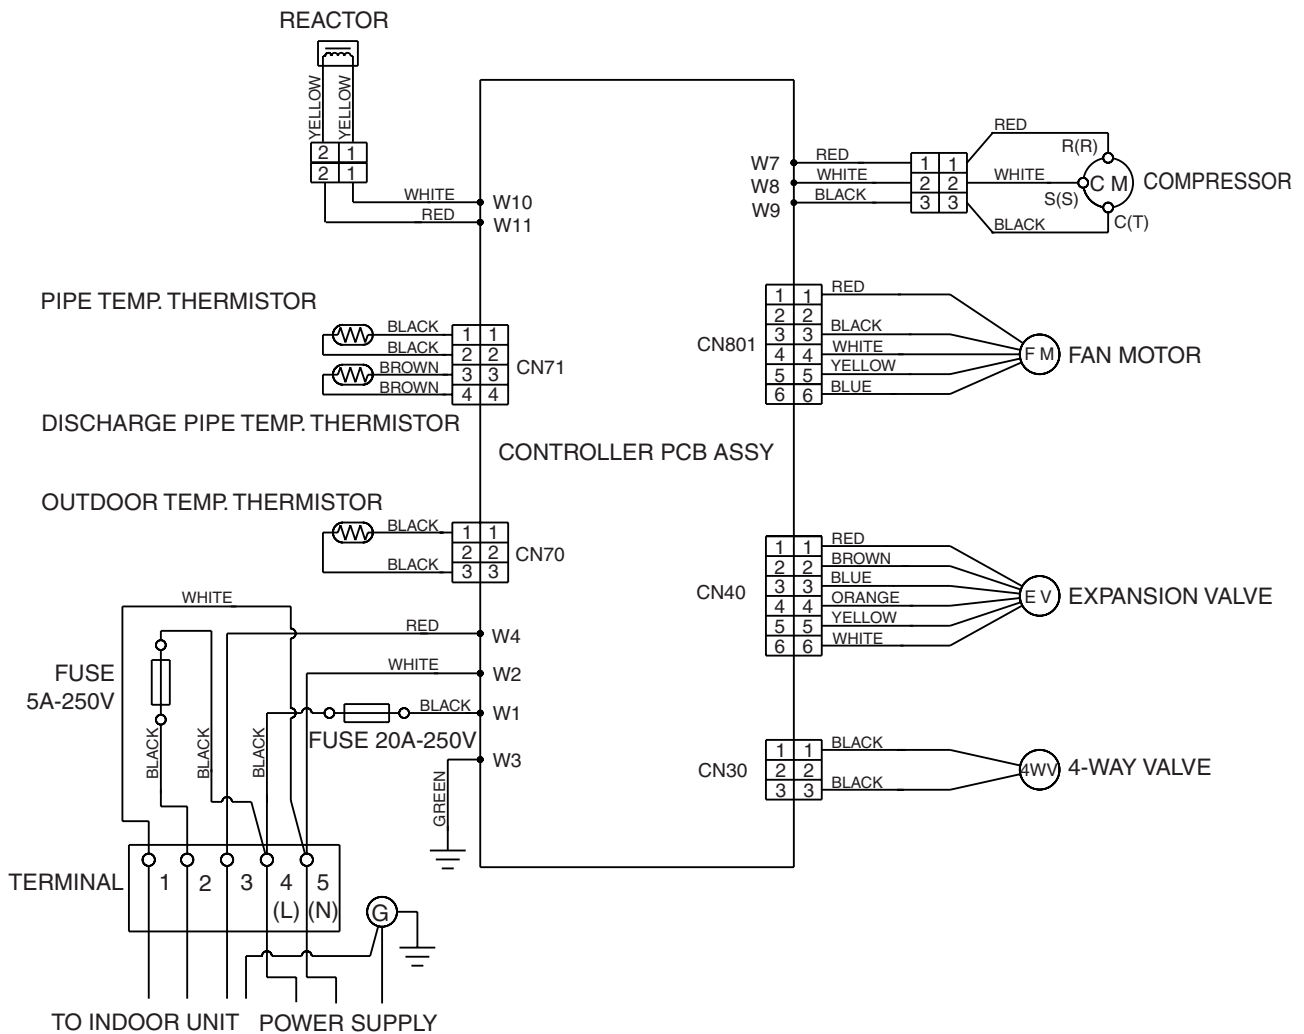 REACTOR
YELLOW
YELLOW
2 1
2 1
WHITE
W10
RED
W11
W7
RED
W8
WHITE
W9
BLACK
1 1
2 2
3 3
RED
WHITE
BLACK
R(R)
S(S)
C(T)
C M
COMPRESSOR
PIPE TEMP. THERMISTOR
BLACK
BLACK
BROWN
BROWN
1 1
2 2
3 3
4 4
CN71
DISCHARGE PIPE TEMP. THERMISTOR
CN801
1 1
2 2
3 3
4 4
5 5
6 6
RED
BLACK
WHITE
YELLOW
BLUE
F M
FAN MOTOR
CONTROLLER PCB ASSY
OUTDOOR TEMP. THERMISTOR
BLACK
BLACK
1 1
2 2
3 3
CN70
CN40
1 1
2 2
3 3
4 4
5 5
6 6
RED
BROWN
BLUE
ORANGE
YELLOW
WHITE
E V
EXPANSION VALVE
WHITE
RED
W4
WHITE
W2
BLACK
W1
W3
FUSE
5A-250V
BLACK
BLACK
BLACK
FUSE 20A-250V
GREEN
CN30
1 1
2 2
3 3
BLACK
BLACK
4WV
4-WAY VALVE
TERMINAL
1 2 3 4 5
(L) (N)
G
TO INDOOR UNIT
POWER SUPPLY